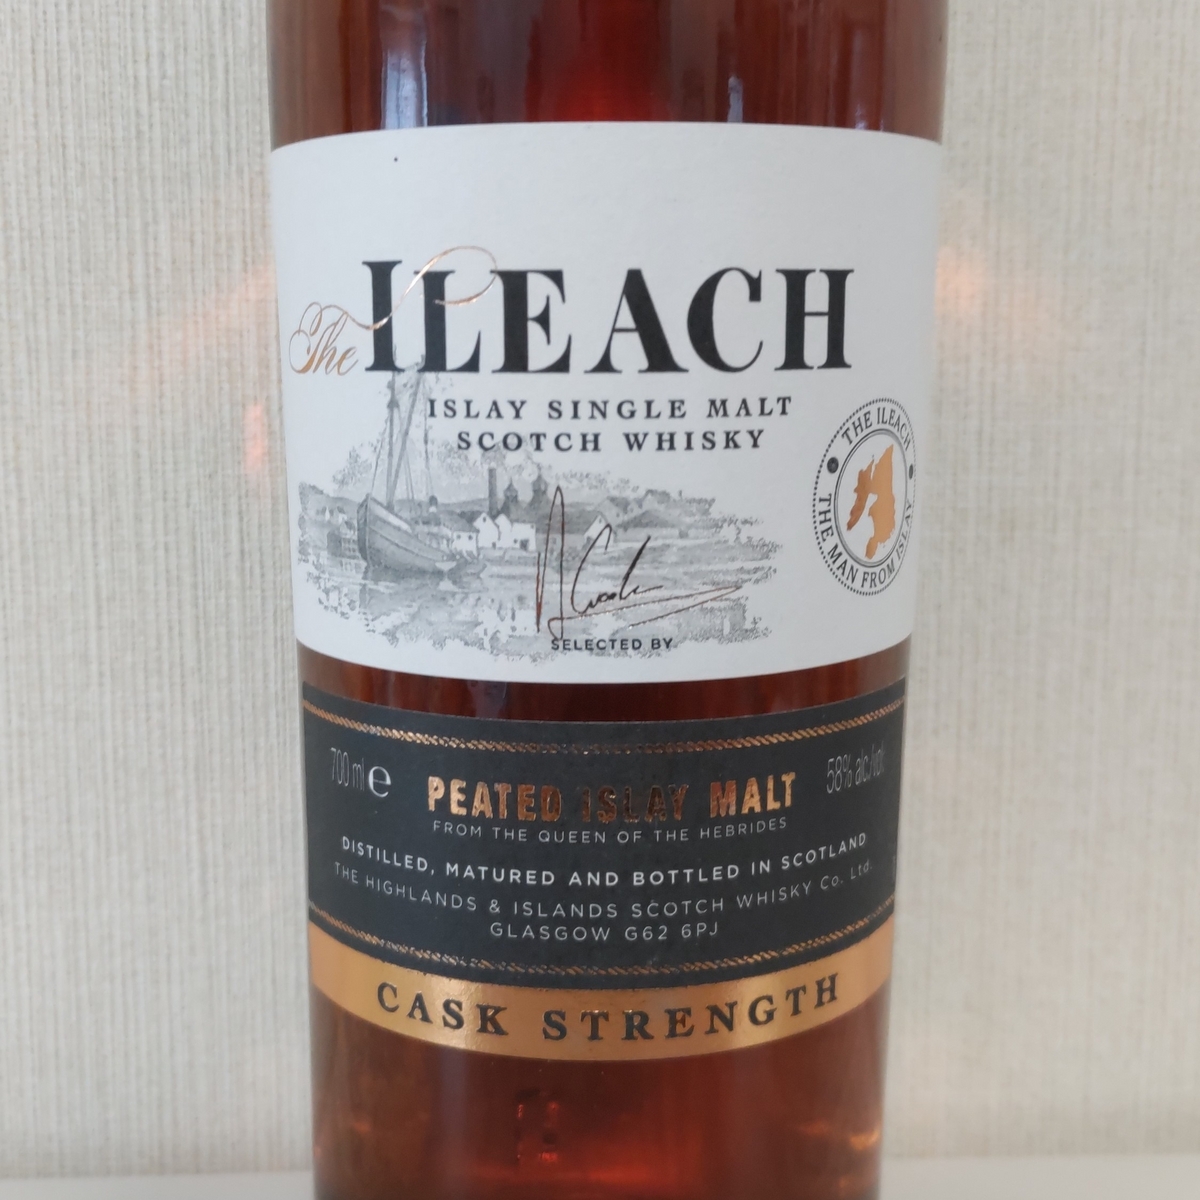 The ILEACH
ISLAY SINGLE MALT
SCOTCH WHISKY
THE ILEACH
THE MAN FROM ISLAY
SELECTED BY
700 ml e
58% alc./vol.
PEATED ISLAY MALT
FROM THE QUEEN OF THE HEBRIDES
DISTILLED, MATURED AND BOTTLED IN SCOTLAND
THE HIGHLANDS & ISLANDS SCOTCH WHISKY Co. Ltd.
GLASGOW G62 6PJ
CASK STRENGTH